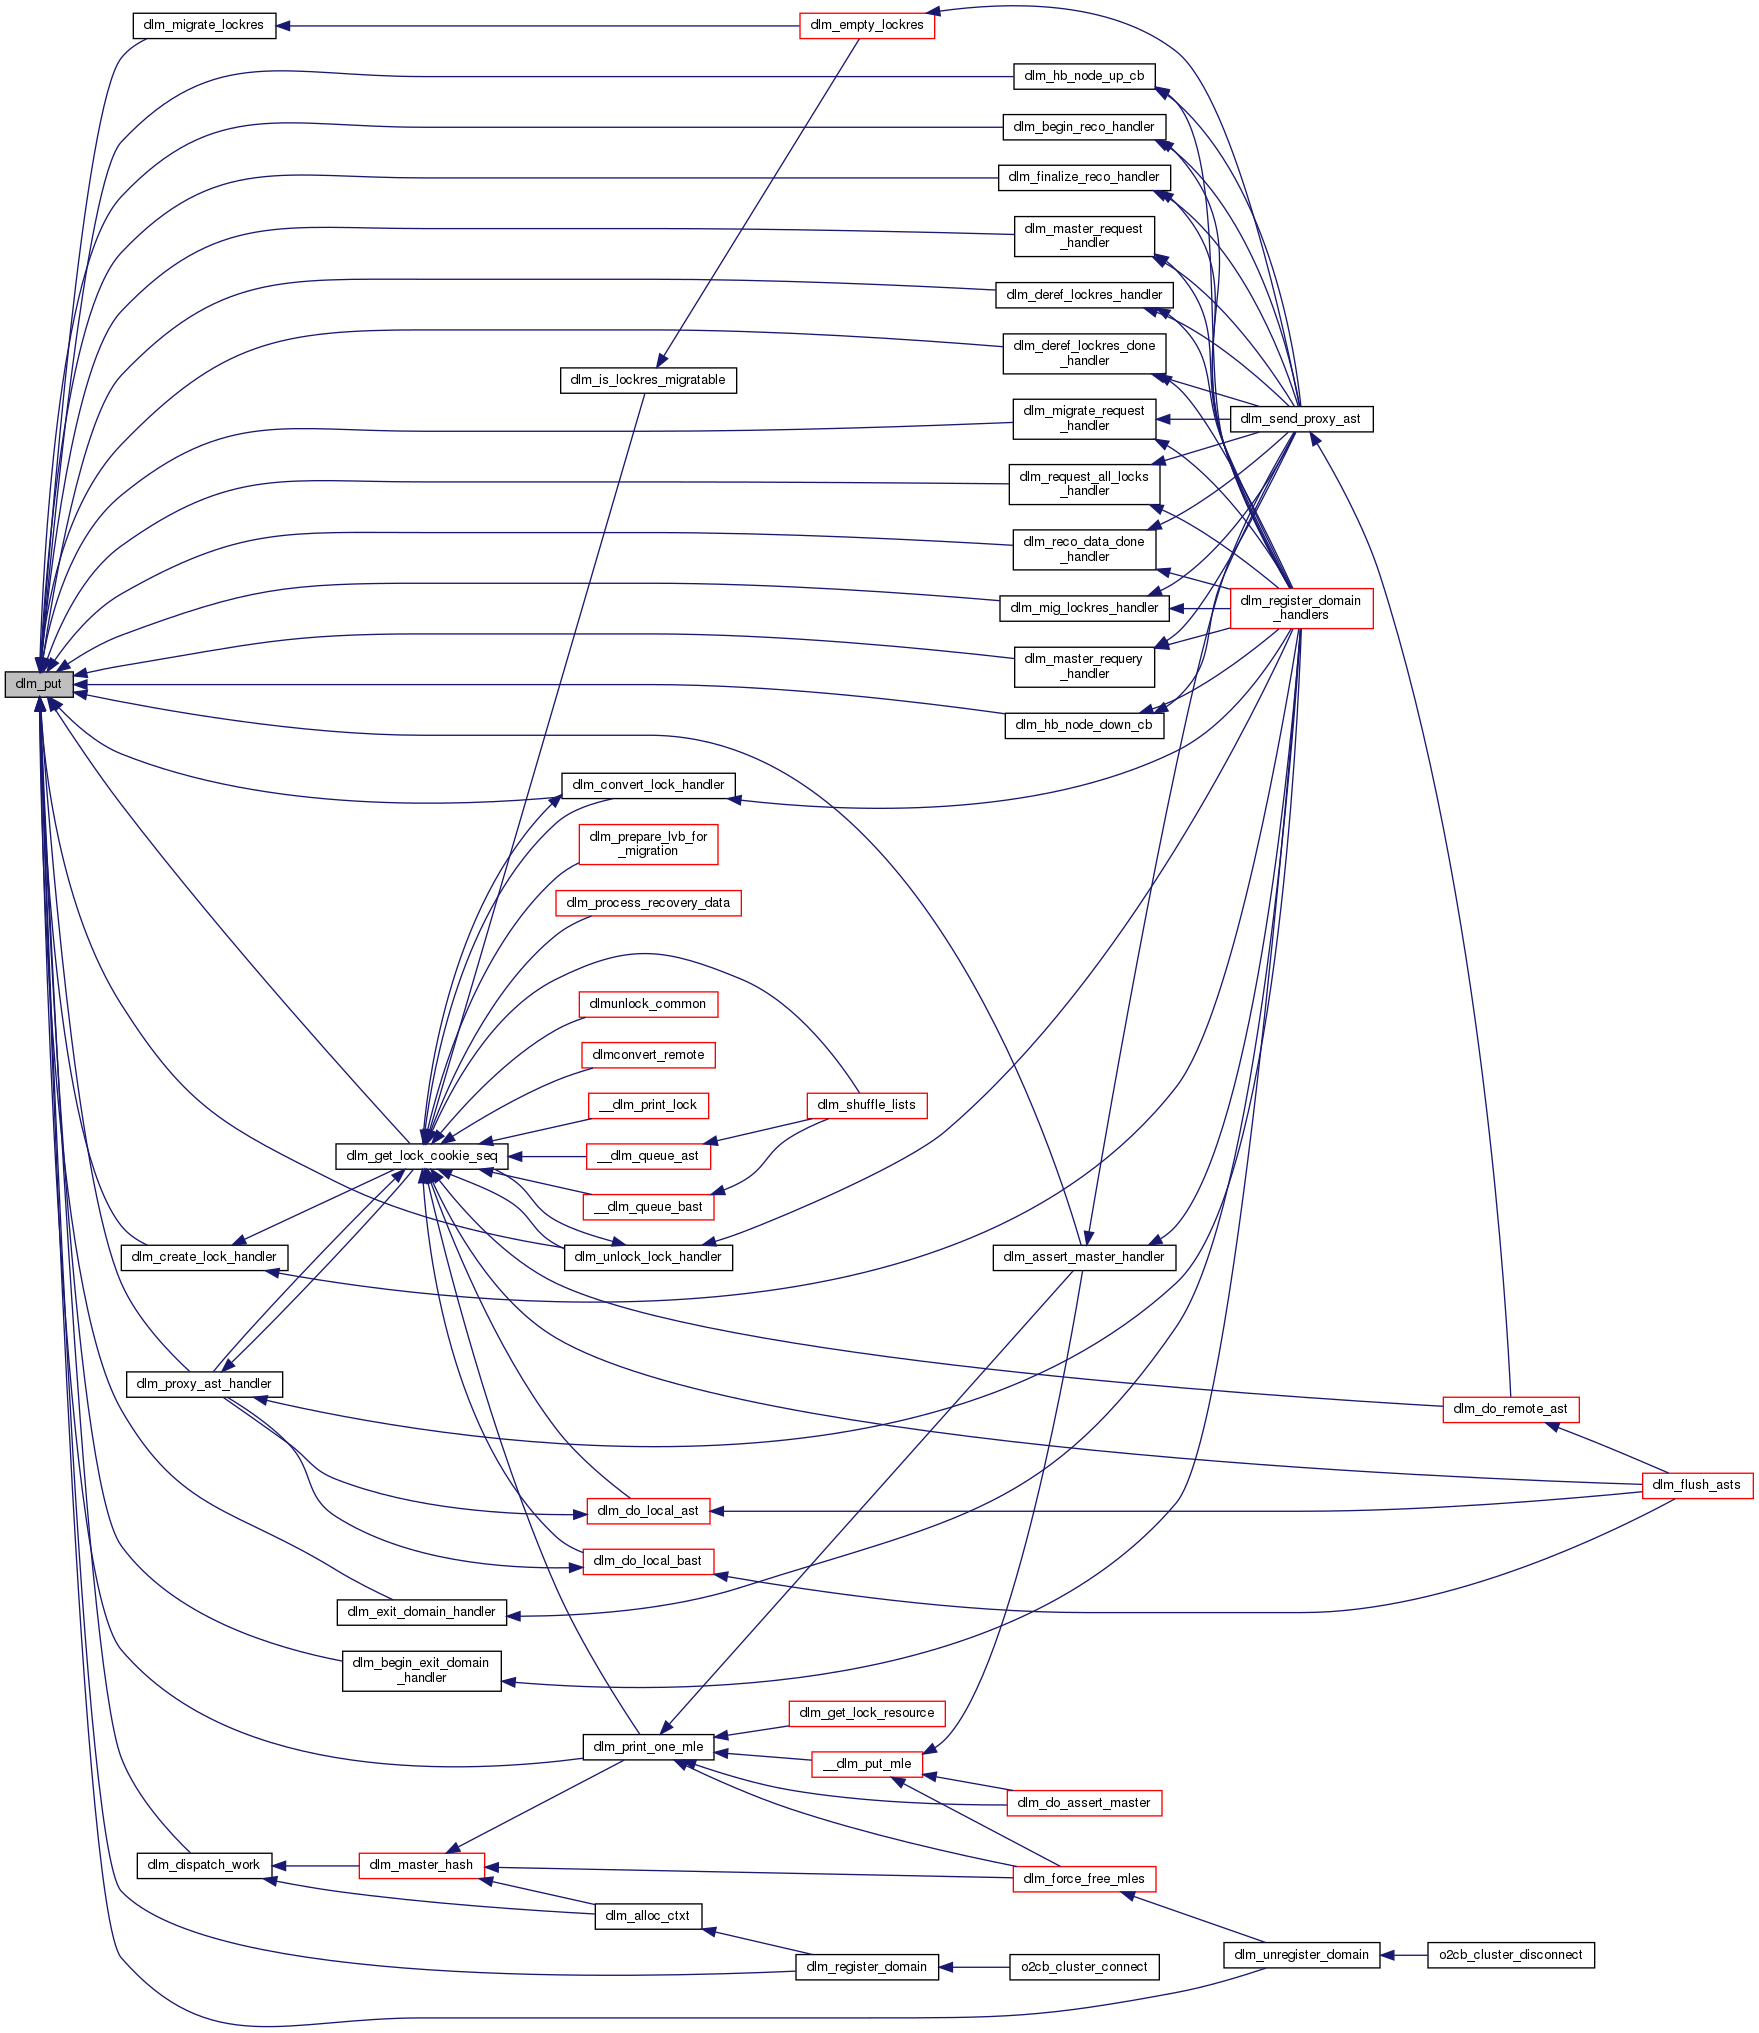 dlm_migrate_lockres
dlm_empty_lockres
dlm_hb_node_up_cb
dlm_begin_reco_handler
dlm_finalize_reco_handler
dlm_master_request
_handler
dlm_deref_lockres_handler
dlm_deref_lockres_done
_handler
dlm_is_lockres_migratable
dlm_migrate_request
_handler
dlm_send_proxy_ast
dlm_request_all_locks
_handler
dlm_reco_data_done
_handler
dlm_mig_lockres_handler
dlm_register_domain
_handlers
dlm_master_requery
_handler
dlm_put
dlm_hb_node_down_cb
dlm_convert_lock_handler
dlm_prepare_lvb_for
_migration
dlm_process_recovery_data
dlmunlock_common
dlmconvert_remote
__dlm_print_lock
dlm_shuffle_lists
dlm_get_lock_cookie_seq
__dlm_queue_ast
__dlm_queue_bast
dlm_create_lock_handler
dlm_unlock_lock_handler
dlm_assert_master_handler
dlm_proxy_ast_handler
dlm_do_remote_ast
dlm_flush_asts
dlm_do_local_ast
dlm_do_local_bast
dlm_exit_domain_handler
dlm_begin_exit_domain
_handler
dlm_get_lock_resource
dlm_print_one_mle
__dlm_put_mle
dlm_do_assert_master
dlm_dispatch_work
dlm_master_hash
dlm_force_free_mles
dlm_alloc_ctxt
dlm_register_domain
o2cb_cluster_connect
dlm_unregister_domain
o2cb_cluster_disconnect